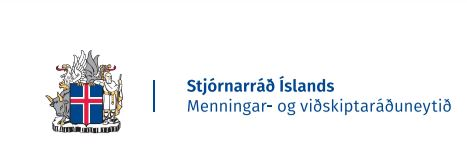 Stjórnarráð Íslands
Menningar- og viðskiptaráðuneytið